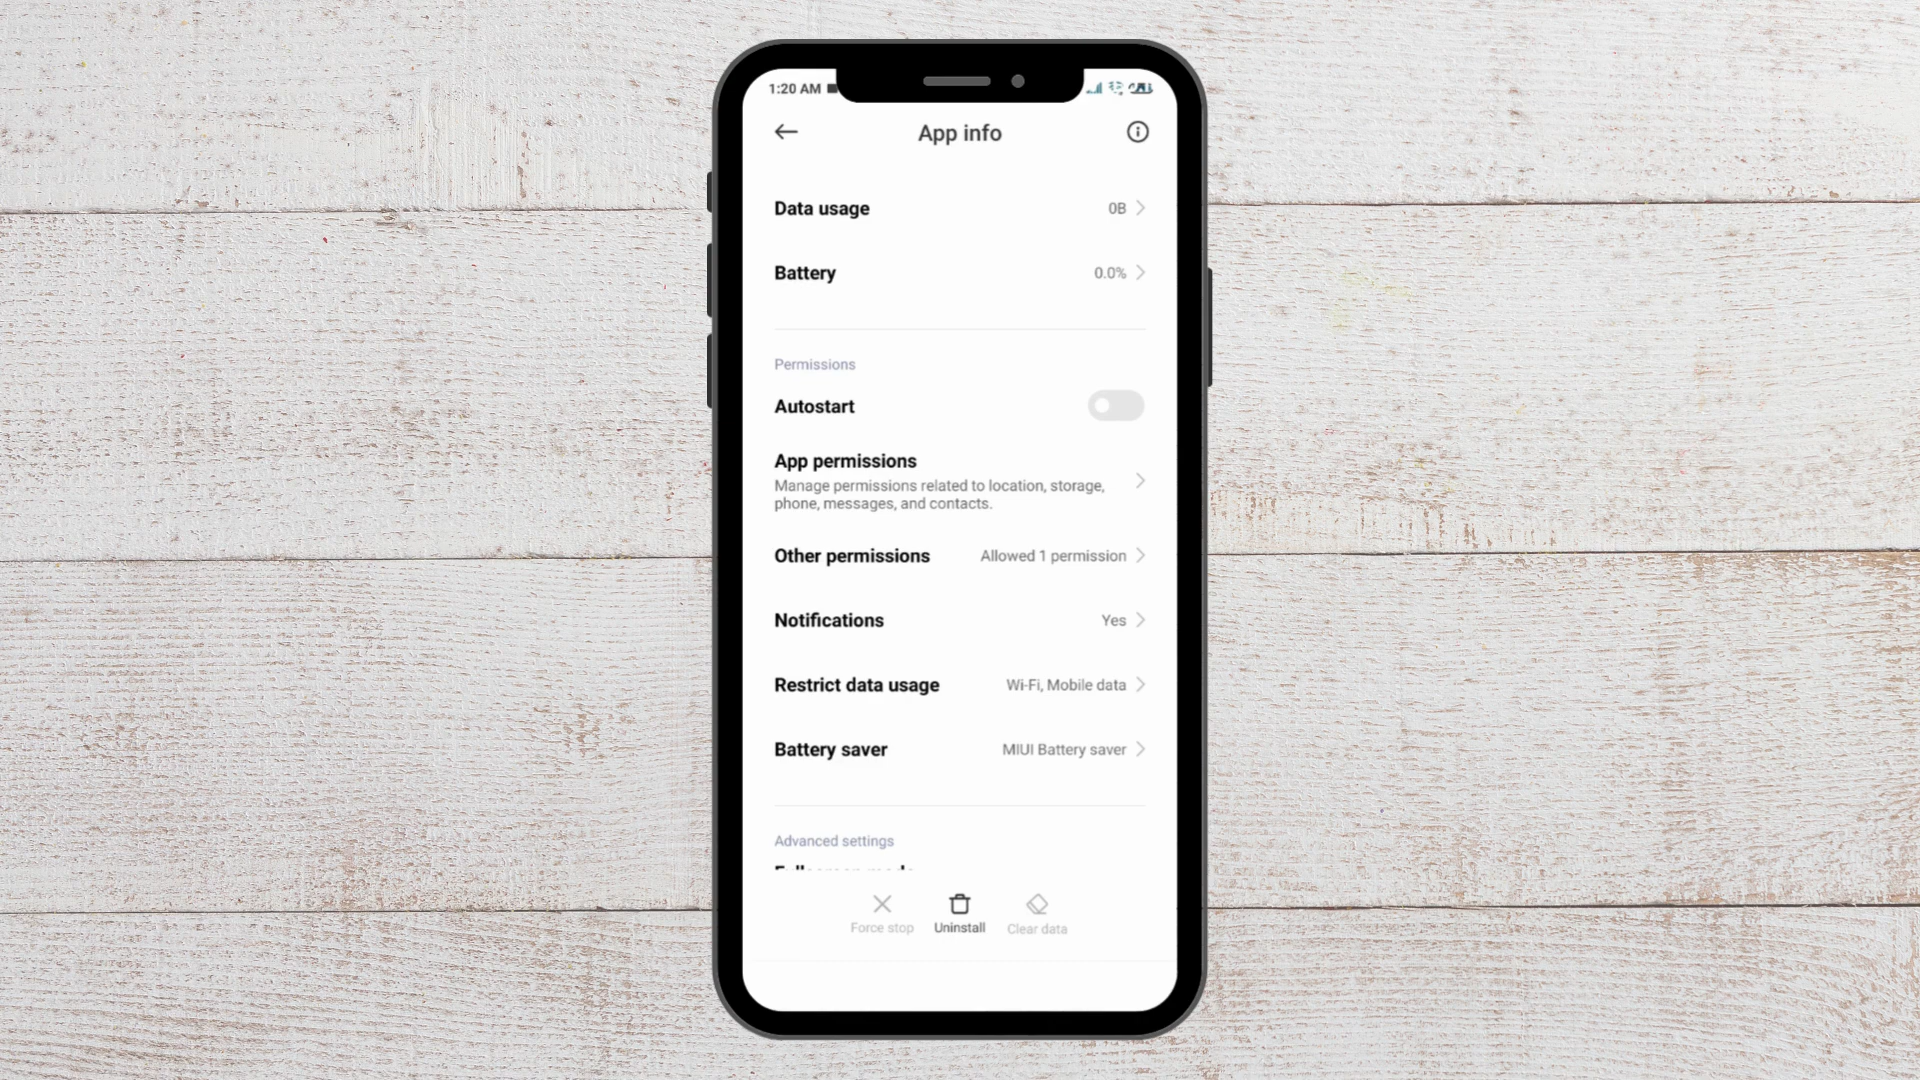 1:20 AM
App info
Data usage 0B
Battery 0.0%
Permissions
Autostart
App permissions
Manage permissions related to location, storage,
phone, messages, and contacts.
Other permissions Allowed 1 permission
Notifications Yes
Restrict data usage Wi-Fi, Mobile data
Battery saver MIUI Battery saver
Advanced settings
Force stop Uninstall Clear data